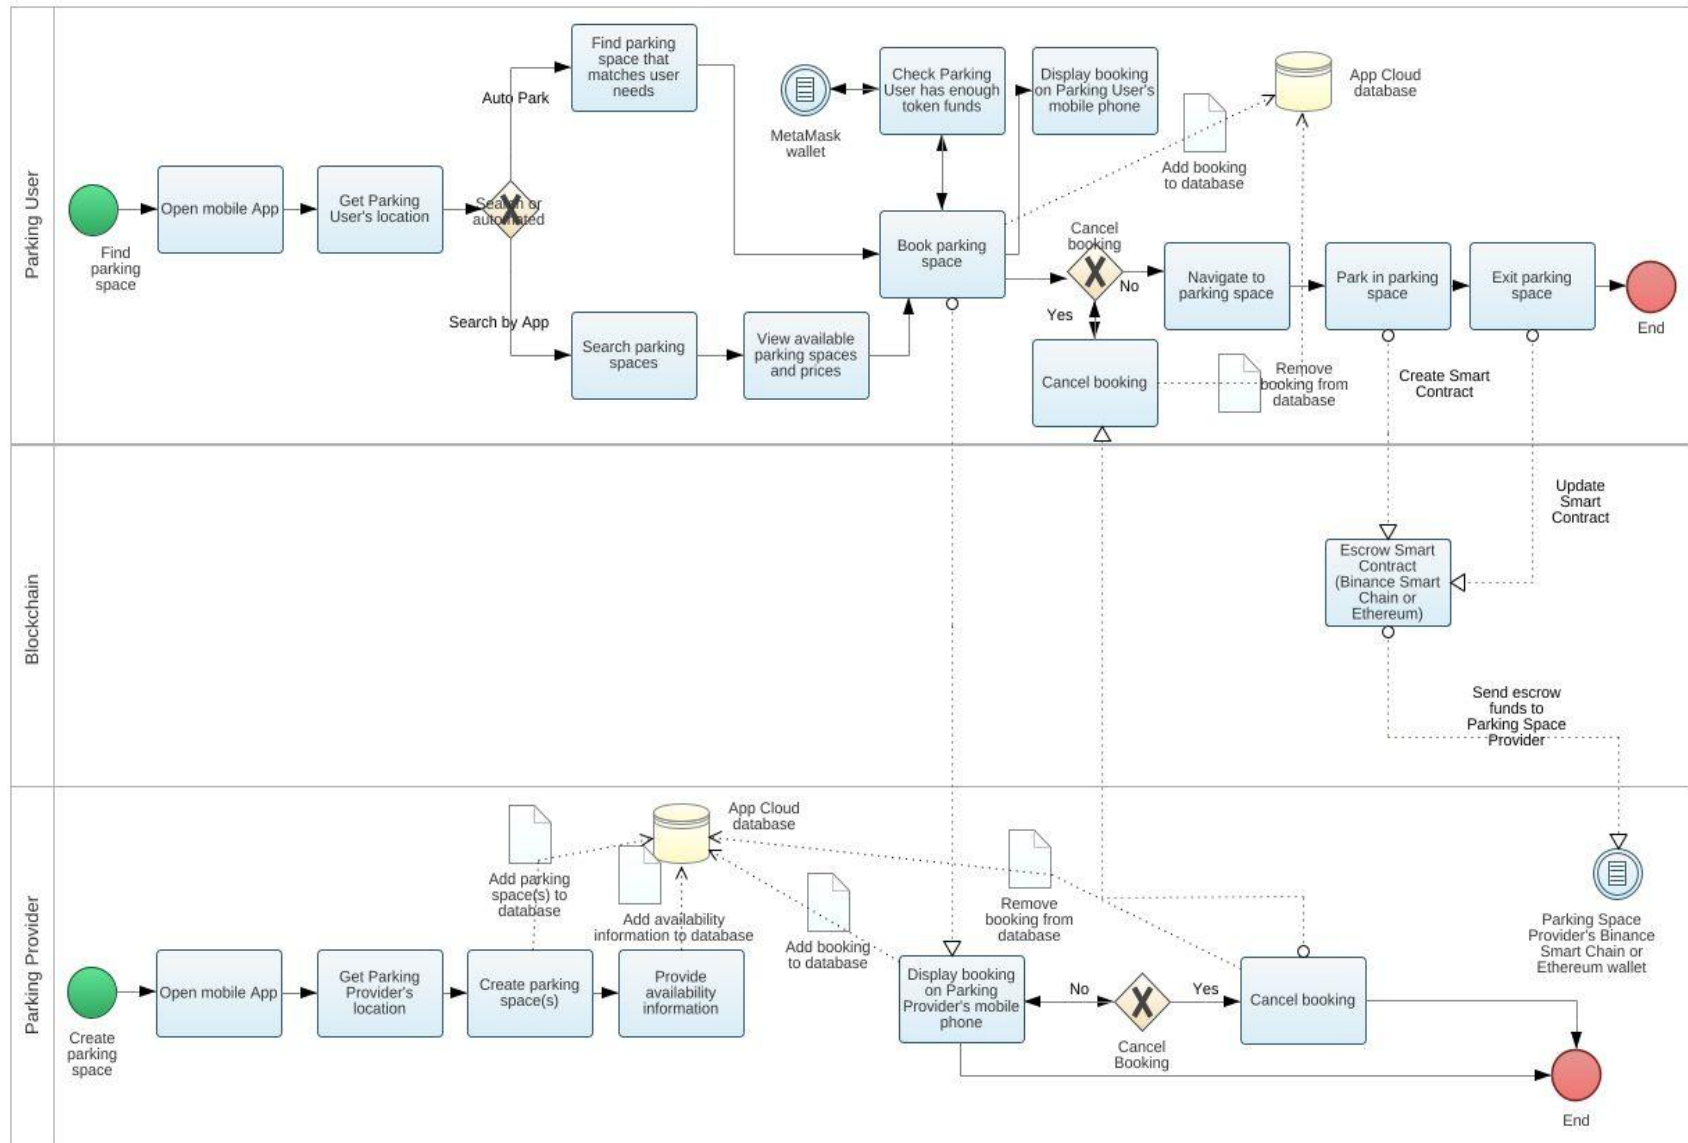 Parking User
Find
parking
space
Open mobile App
Get Parking
User's location
Search or
automated
Auto Park
Find parking
space that
matches user
needs
Search by App
Search parking
spaces
View available
parking spaces
and prices
MetaMask
wallet
Check Parking
User has enough
token funds
Display booking
on Parking User's
mobile phone
Book parking
space
Add booking
to database
App Cloud
database
Cancel
booking
No
Yes
Cancel booking
Remove
booking from
database
Navigate to
parking space
Park in parking
space
Exit parking
space
End
Create Smart
Contract
Blockchain
Update
Smart
Contract
Escrow Smart
Contract
(Binance Smart
Chain or
Ethereum)
Send escrow
funds to
Parking Space
Provider
Parking Provider
Create
parking
space
Open mobile App
Get Parking
Provider's
location
Create parking
space(s)
Provide
availability
information
Add parking
space(s) to
database
Add availability
information to database
App Cloud
database
Add booking
to database
Remove
booking from
database
Display booking
on Parking
Provider's mobile
phone
No
Cancel
Booking
Yes
Cancel booking
Parking Space
Provider's Binance
Smart Chain or
Ethereum wallet
End